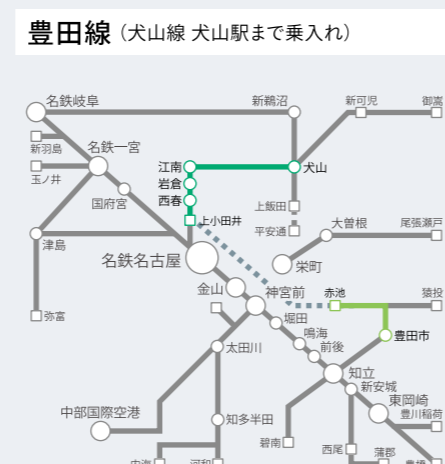 豊田線（犬山線 犬山駅まで乗入れ）
名鉄岐阜
新鵜沼
新可児
御嵩
新羽島
名鉄一宮
江南
犬山
玉ノ井
岩倉
国府宮
西春
上飯田
上小田井
大曽根
尾張瀬戸
平安通
津島
名鉄名古屋
栄町
金山
神宮前
赤池
猿投
弥富
堀田
豊田市
鳴海
太田川
前後
知立
新安城
東岡崎
中部国際空港
知多半田
豊川稲荷
碧南
西尾
蒲郡
内海
河和
豊橋